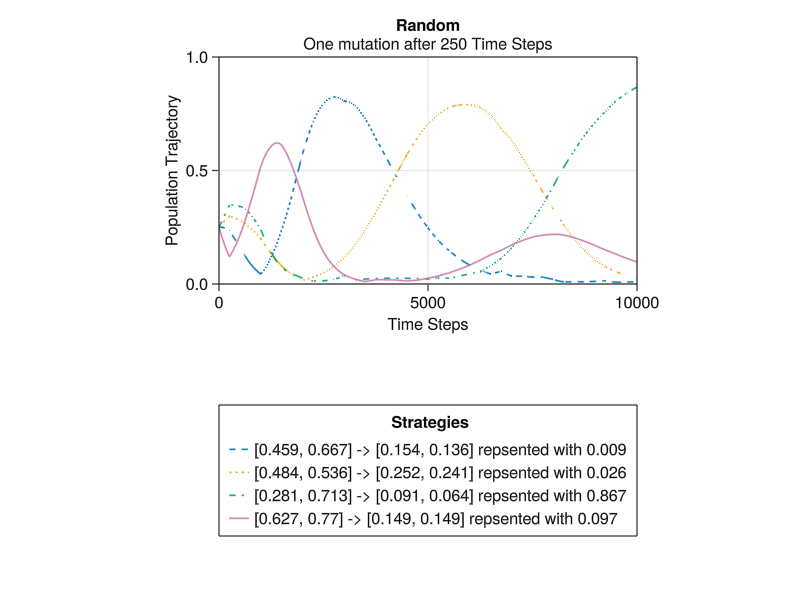 Random
One mutation after 250 Time Steps
1.0
0.5
0.0
Population Trajectory
0
5000
10000
Time Steps
Strategies
[0.459, 0.667] -> [0.154, 0.136] repsented with 0.009
[0.484, 0.536] -> [0.252, 0.241] repsented with 0.026
[0.281, 0.713] -> [0.091, 0.064] repsented with 0.867
[0.627, 0.77] -> [0.149, 0.149] repsented with 0.097